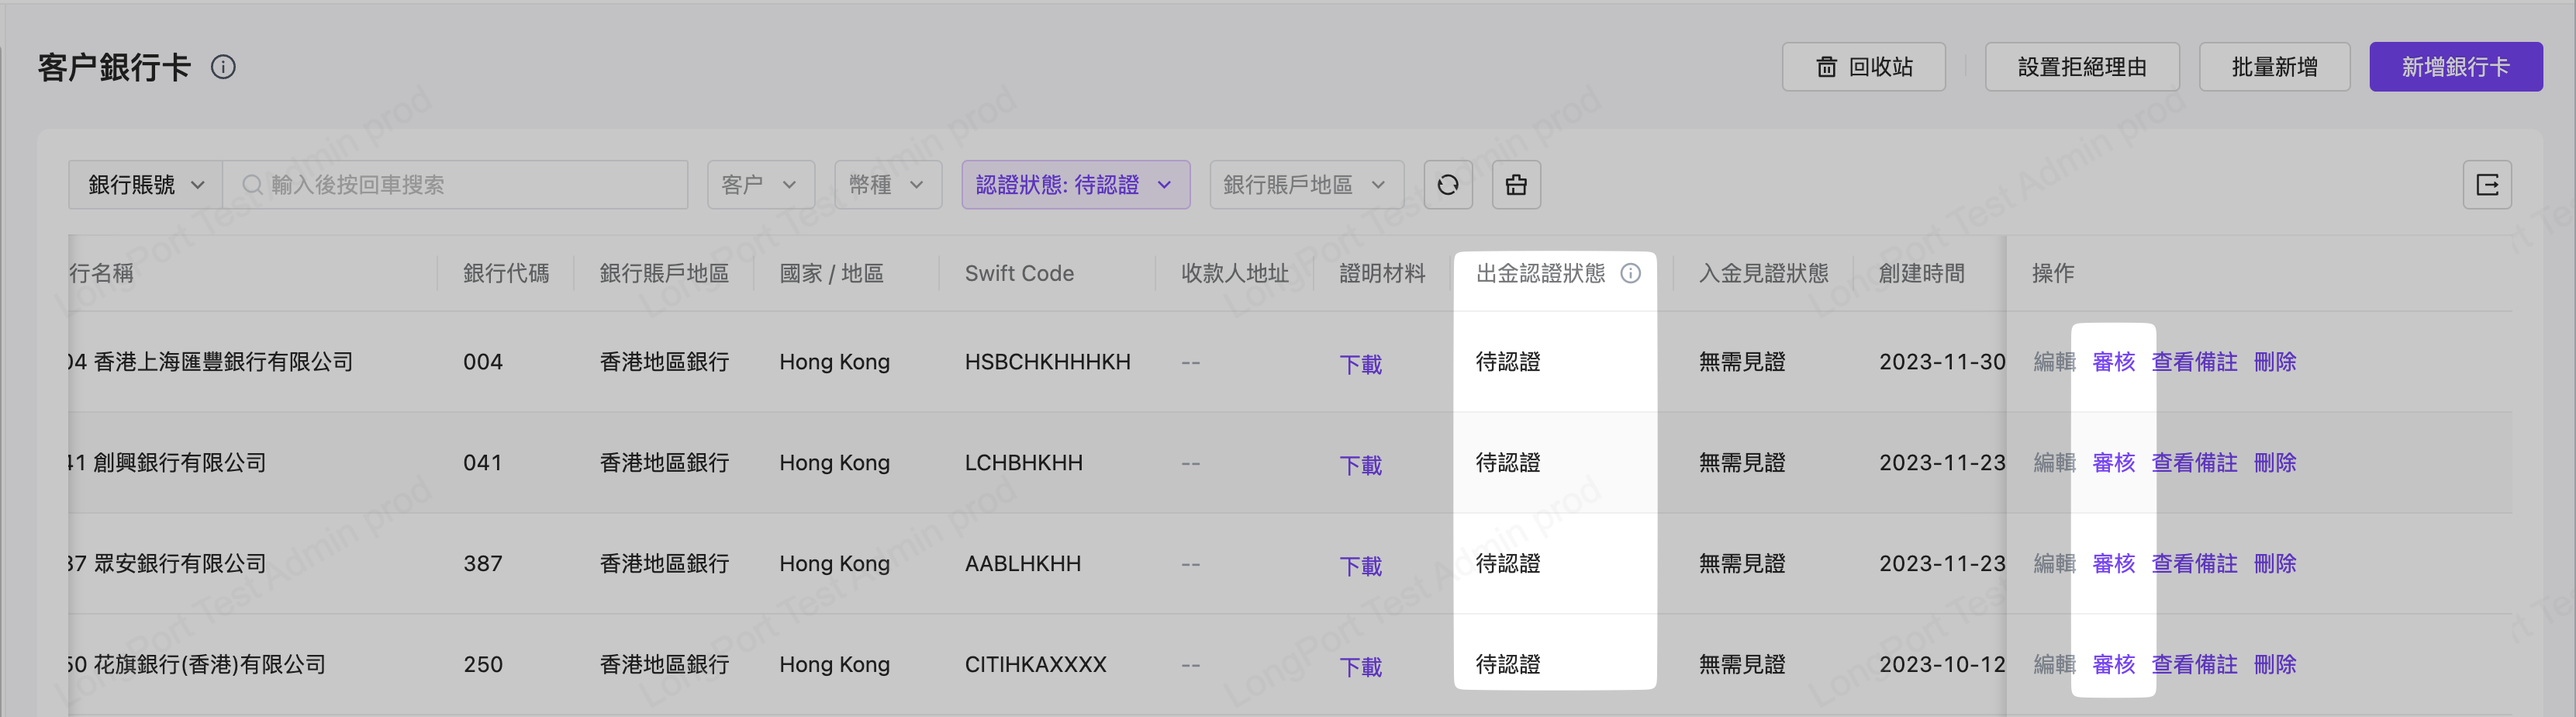 客户銀行卡
回收站 設置拒絕理由 批量新增 新增銀行卡
銀行賬號 輸入後按回車搜索 客户 幣種 認證狀態: 待認證 銀行賬戶地區
行名稱 銀行代碼 銀行賬戶地區 國家 / 地區 Swift Code 收款人地址 證明材料 出金認證狀態 入金見證狀態 創建時間 操作
04 香港上海匯豐銀行有限公司 004 香港地區銀行 Hong Kong HSBCHKHHHKH -- 下載 待認證 無需見證 2023-11-30 編輯 審核 查看備註 刪除
41 創興銀行有限公司 041 香港地區銀行 Hong Kong LCHBHKHH -- 下載 待認證 無需見證 2023-11-23 編輯 審核 查看備註 刪除
87 眾安銀行有限公司 387 香港地區銀行 Hong Kong AABLHKHH -- 下載 待認證 無需見證 2023-11-23 編輯 審核 查看備註 刪除
50 花旗銀行(香港)有限公司 250 香港地區銀行 Hong Kong CITIHKAXXXX -- 下載 待認證 無需見證 2023-10-12 編輯 審核 查看備註 刪除
LongPort Test Admin prod